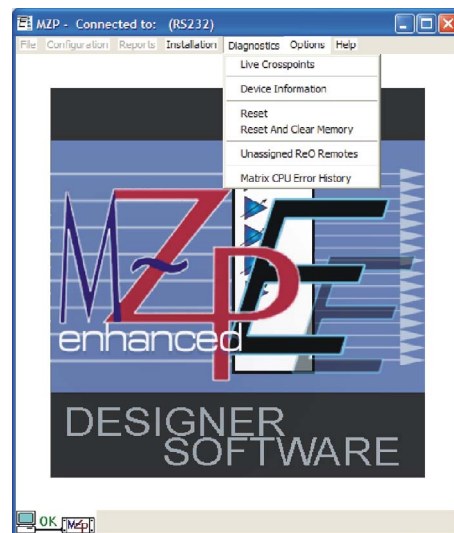 MZP - Connected to: (RS232)
File Configuration Reports Installation Diagnostics Options Help
Live Crosspoints
Device Information
Reset
Reset And Clear Memory
Unassigned ReO Remotes
Matrix CPU Error History
MZP E
enhanced
DESIGNER
SOFTWARE
OK MZP